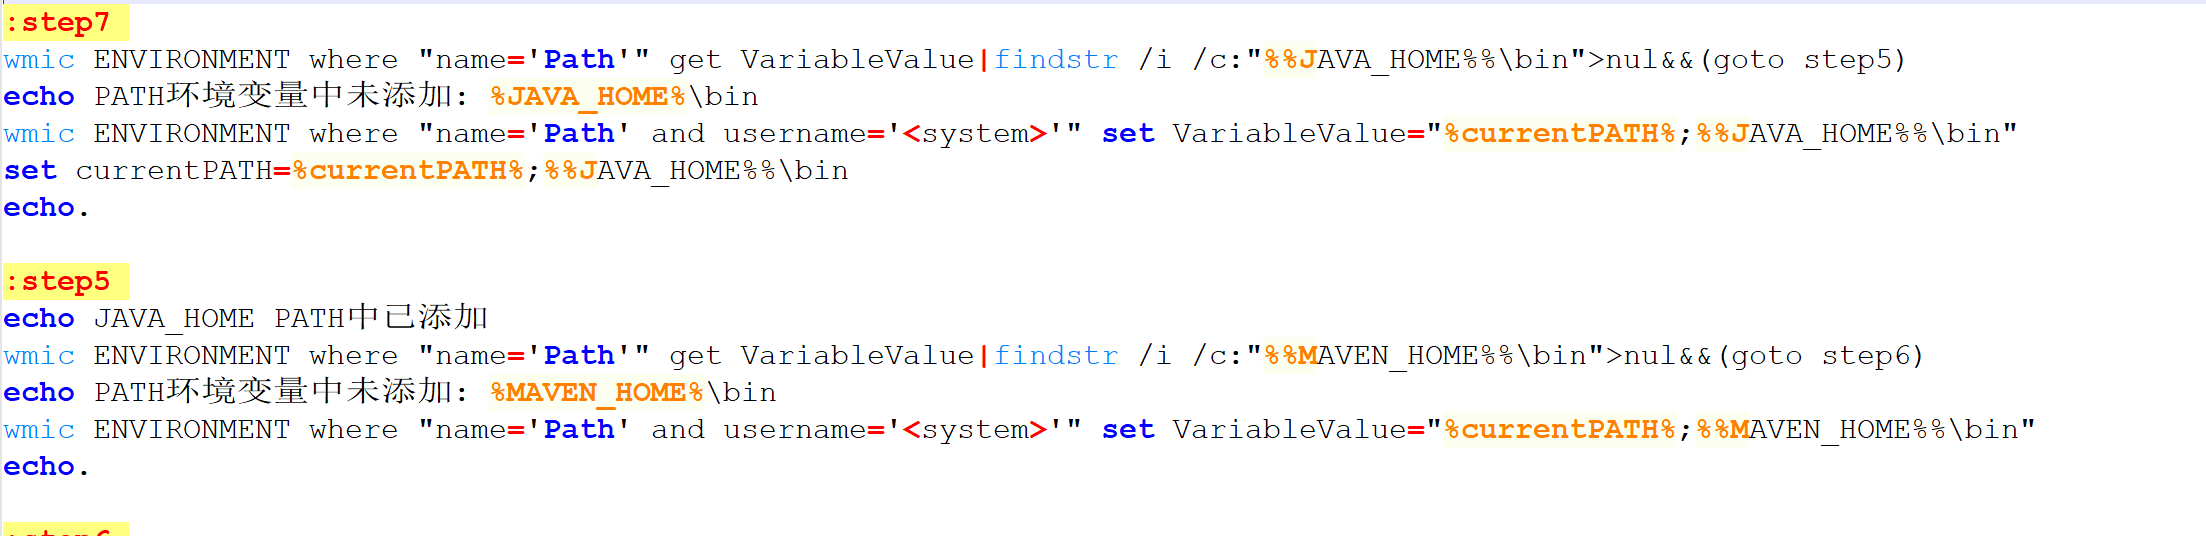 :step7
wmic ENVIRONMENT where "name='Path'" get VariableValue|findstr /i /c:"%%JAVA_HOME%%\bin">nul&&(goto step5)
echo PATH环境变量中未添加: %JAVA_HOME%\bin
wmic ENVIRONMENT where "name='Path' and username='<system>'" set VariableValue="%currentPATH%;%%JAVA_HOME%%\bin"
set currentPATH=%currentPATH%;%%JAVA_HOME%%\bin
echo.
:step5
echo JAVA_HOME PATH中已添加
wmic ENVIRONMENT where "name='Path'" get VariableValue|findstr /i /c:"%%MAVEN_HOME%%\bin">nul&&(goto step6)
echo PATH环境变量中未添加: %MAVEN_HOME%\bin
wmic ENVIRONMENT where "name='Path' and username='<system>'" set VariableValue="%currentPATH%;%%MAVEN_HOME%%\bin"
echo.
:step6